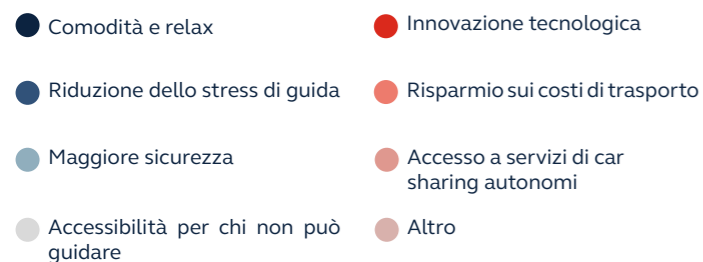 Comodità e relax
Riduzione dello stress di guida
Maggiore sicurezza
Accessibilità per chi non può
guidare
Innovazione tecnologica
Risparmio sui costi di trasporto
Accesso a servizi di car
sharing autonomi
Altro